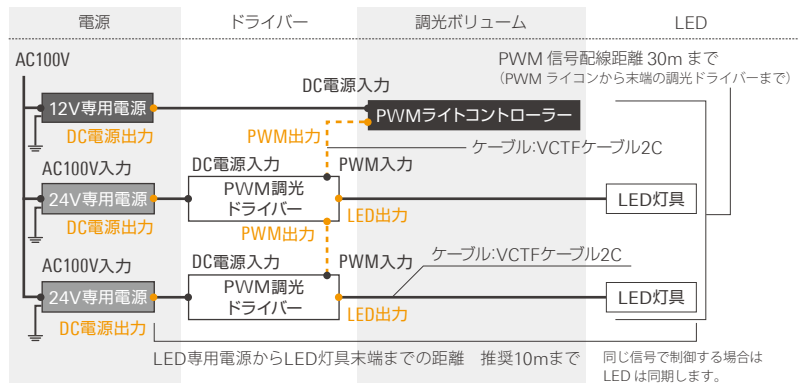 電源
ドライバー
調光ボリューム
LED
AC100V
PWM 信号配線距離 30m まで
（PWM ライコンから末端の調光ドライバーまで）
DC電源入力
12V専用電源
PWMライトコントローラー
DC電源出力
PWM出力
ケーブル:VCTFケーブル2C
AC100V入力
DC電源入力
PWM入力
24V専用電源
PWM調光
ドライバー
LED灯具
LED出力
DC電源出力
PWM出力
ケーブル:VCTFケーブル2C
AC100V入力
DC電源入力
PWM入力
24V専用電源
PWM調光
ドライバー
LED灯具
LED出力
DC電源出力
LED専用電源からLED灯具末端までの距離　推奨10mまで
同じ信号で制御する場合は
LED は同期します。